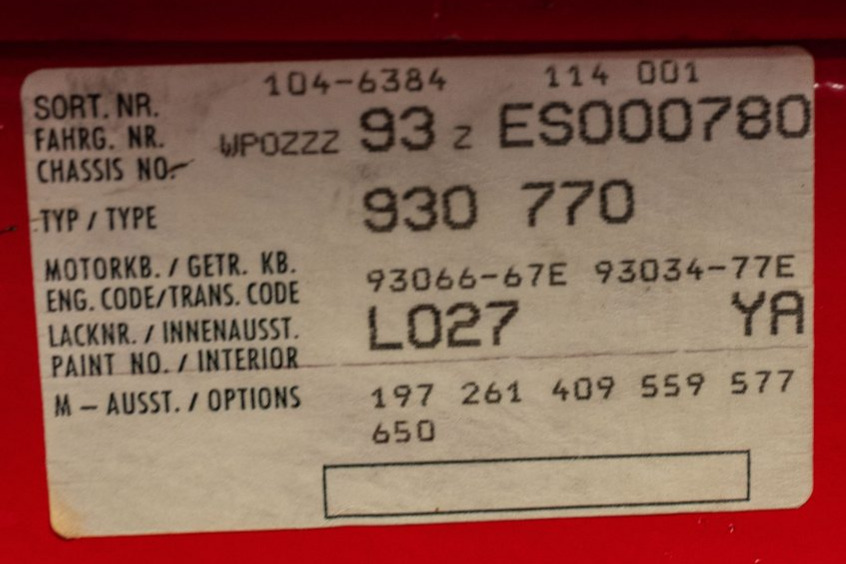 104-6384 114 001
SORT. NR.
FAHRG. NR. WP0ZZZ 93 Z ES000780
CHASSIS NO.
TYP / TYPE 930 770
MOTORKB. / GETR. KB. 93066-67E 93034-77E
ENG. CODE/TRANS. CODE
LACKNR. / INNENAUSST. L027 YA
PAINT NO. / INTERIOR
M – AUSST. / OPTIONS 197 261 409 559 577
650